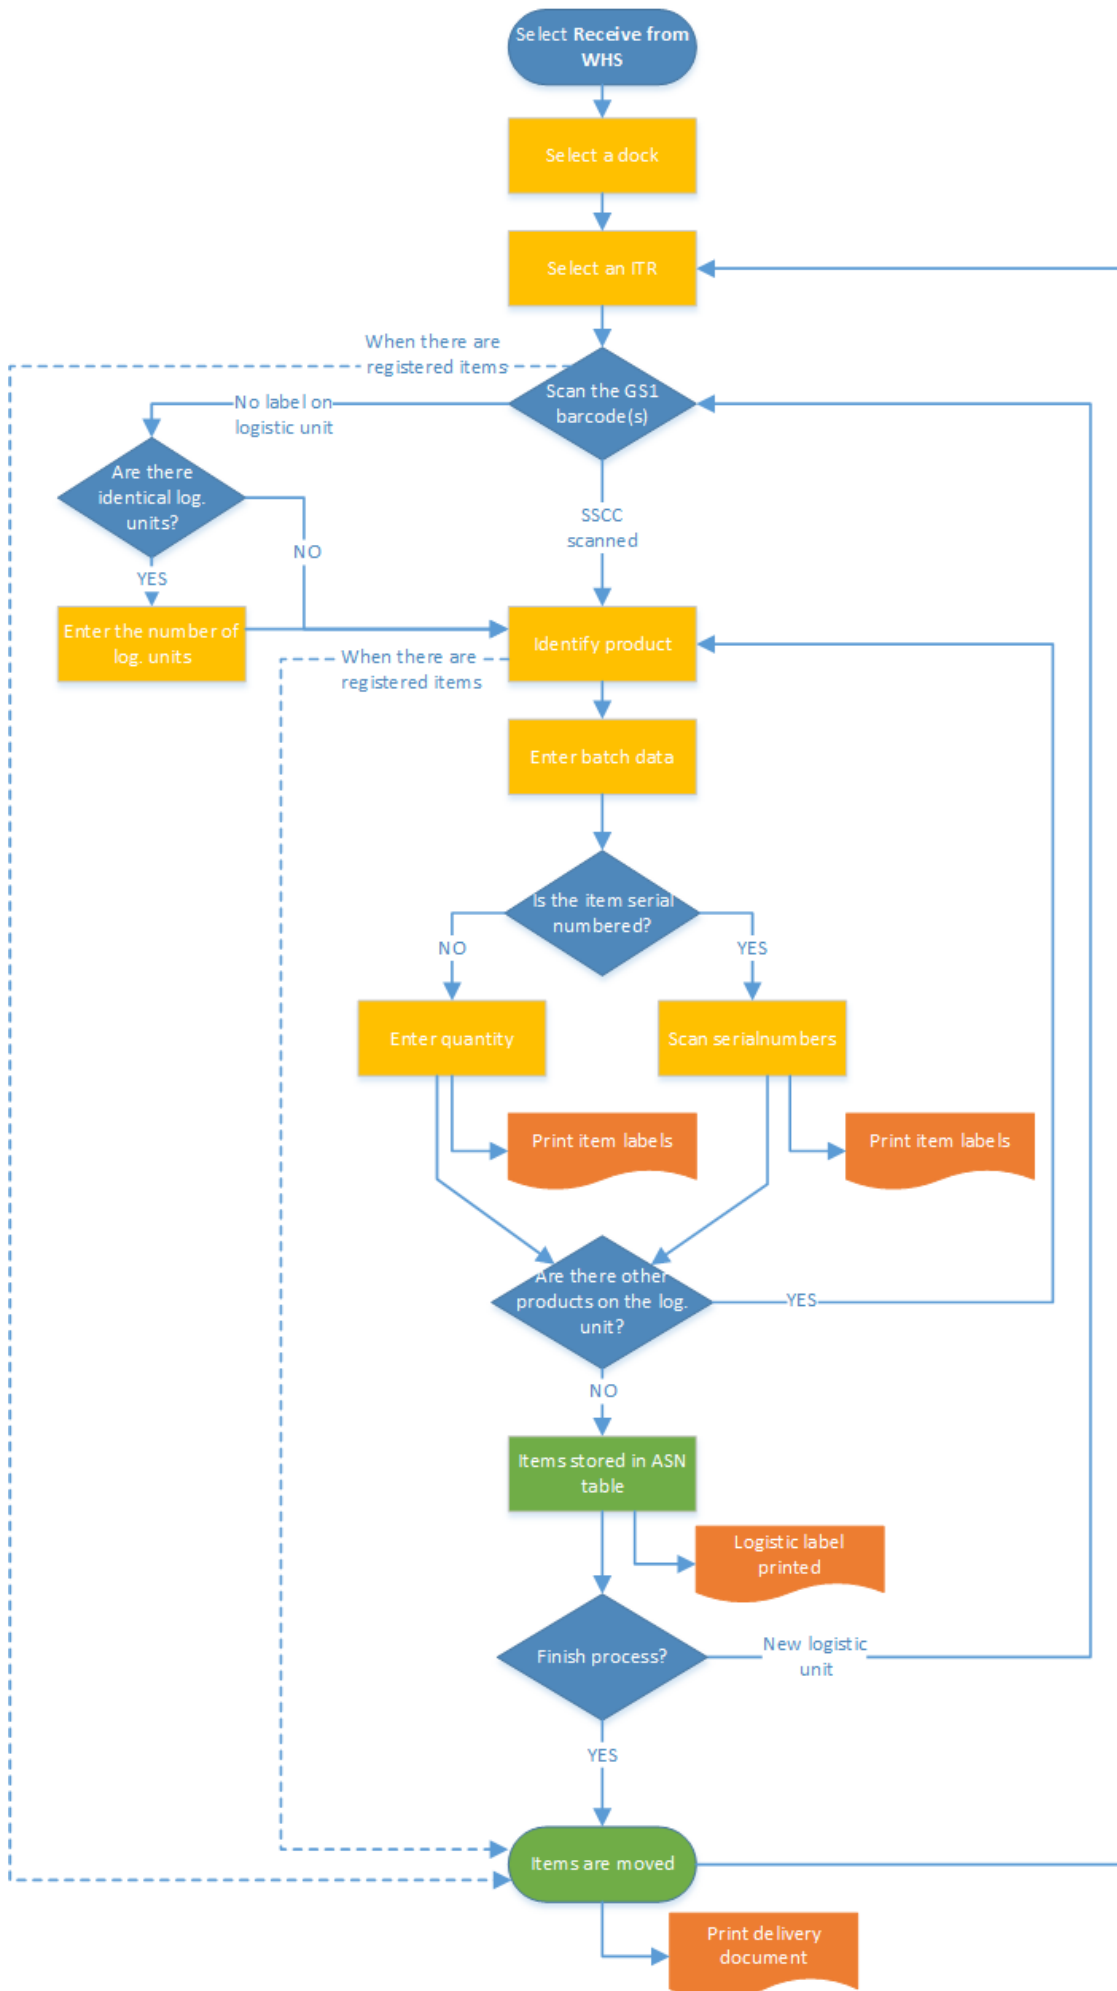 Select Receive from
WHS
Select a dock
Select an ITR
When there are
registered items
Scan the GS1
barcode(s)
No label on
logistic unit
Are there
identical log.
units?
NO
SSCC
scanned
YES
Enter the number of
log. units
Identify product
When there are
registered items
Enter batch data
Is the item serial
numbered?
NO
YES
Enter quantity
Scan serialnumbers
Print item labels
Print item labels
Are there other
products on the log.
unit?
YES
NO
Items stored in ASN
table
Logistic label
printed
Finish process?
New logistic
unit
YES
Items are moved
Print delivery
document